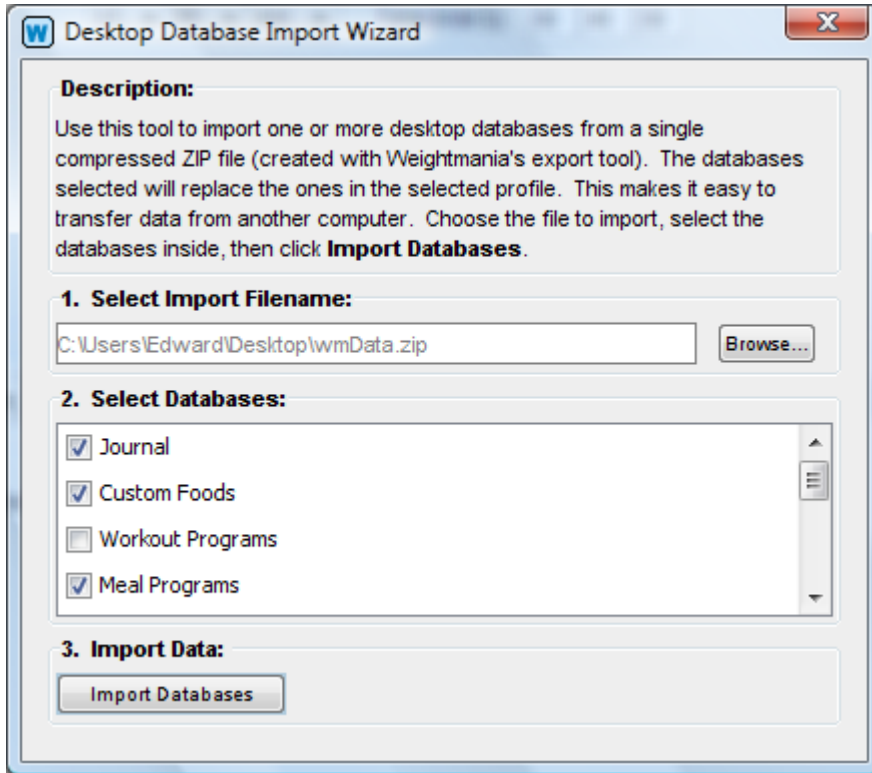 Desktop Database Import Wizard
Description:
Use this tool to import one or more desktop databases from a single
compressed ZIP file (created with Weightmania's export tool). The databases
selected will replace the ones in the selected profile. This makes it easy to
transfer data from another computer. Choose the file to import, select the
databases inside, then click Import Databases.
1. Select Import Filename:
C:\Users\Edward\Desktop\wmData.zip
Browse...
2. Select Databases:
Journal
Custom Foods
Workout Programs
Meal Programs
3. Import Data:
Import Databases